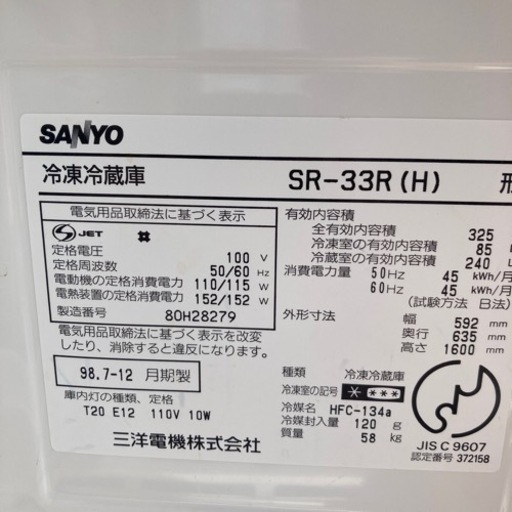 SANYO
冷凍冷蔵庫 SR-33R(H) 形
電気用品取締法に基づく表示
JET
定格電圧 100 V
定格周波数 50/60 Hz
電動機の定格消費電力 110/115 W
電熱装置の定格消費電力 152/152 W
製造番号 80H28279
電気用品取締法に基づく表示を改変
したり、消除すると違反になります。
98.7-12 月期製
庫内灯の種類、定格
T20 E12 110V 10W
有効内容積
全有効内容積 325
冷凍室の有効内容積 85
冷蔵室の有効内容積 240
消費電力量 50Hz 45 kWh/月
60Hz 45 kWh/月
(試験方法 B法)
外形寸法 幅 592 mm
奥行 635 mm
高さ 1600 mm
種類 冷凍冷蔵庫
冷凍室の記号 * ***
冷媒名 HFC-134a
冷媒封入量 120 g
質量 58 kg
JIS C 9607
認定番号 372158
三洋電機株式会社